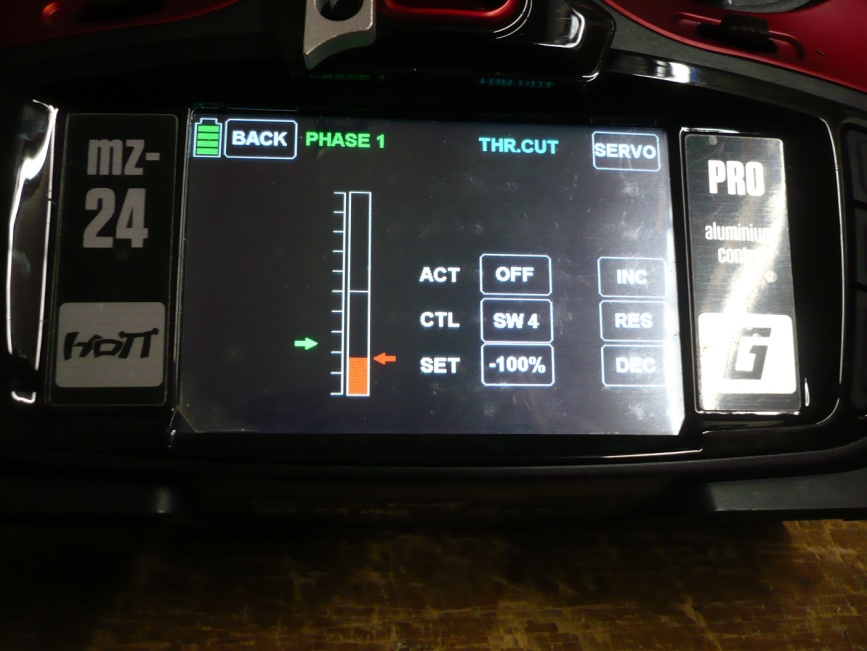 mz-
24
HoTT
BACK PHASE 1 THR.CUT SERVO
ACT OFF INC
CTL SW 4 RES
SET -100% DEC
PRO
aluminium
G